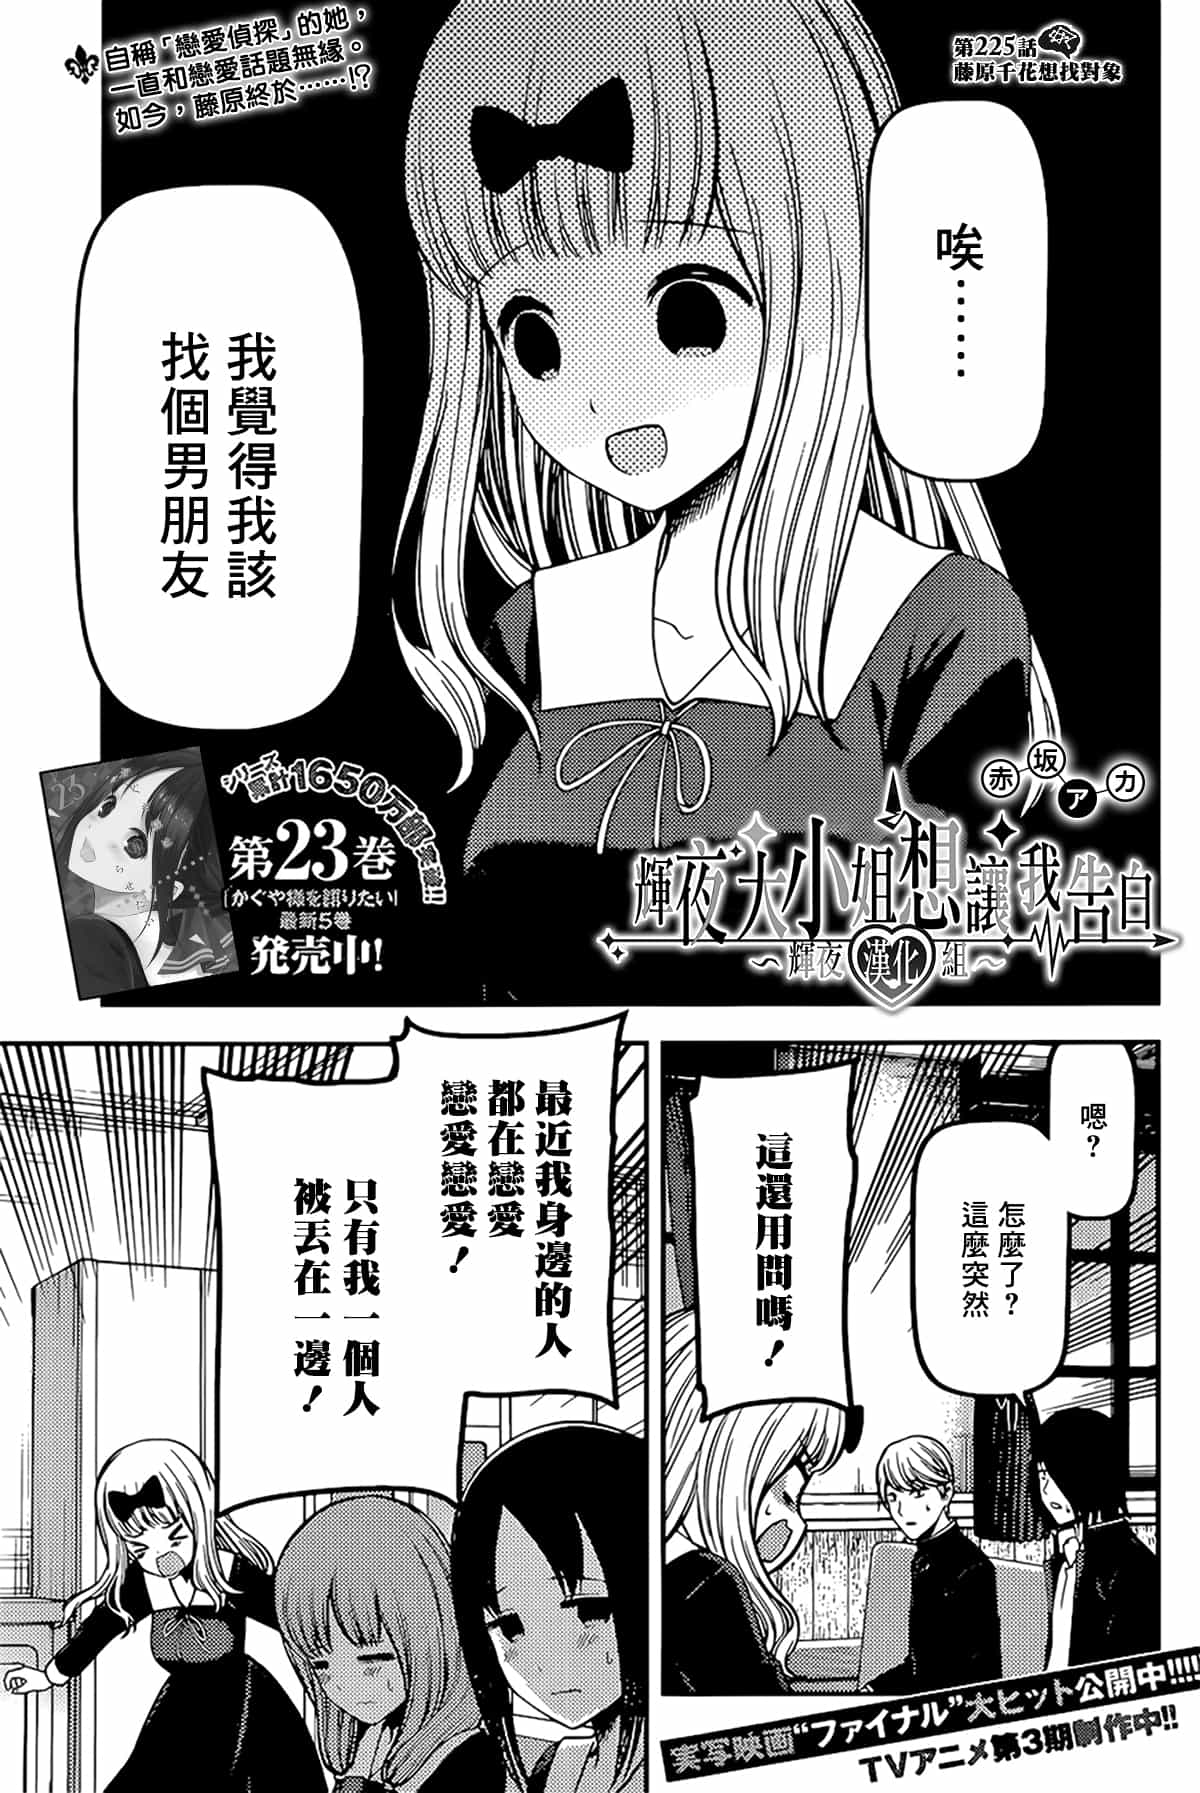 第225話
藤原千花想找對象
自稱「戀愛偵探」的她，
一直和戀愛話題無緣。
如今，藤原終於……!?
唉……
我覺得我該
找個男朋友
赤坂アカ
輝夜大小姐想讓我告白
～輝夜漢化組～
23
シリーズ
累計1650万部突破!!
第23巻
「かぐや様を語りたい」
最新5巻
発売中!
嗯？
怎麼了？
這麼突然
這還用問嗎！
最近我身邊的人
都在戀愛
戀愛戀愛！
只有我一個人
被丟在一邊！
実写映画“ファイナル”大ヒット公開中!!!!!
TVアニメ第3期制作中!!